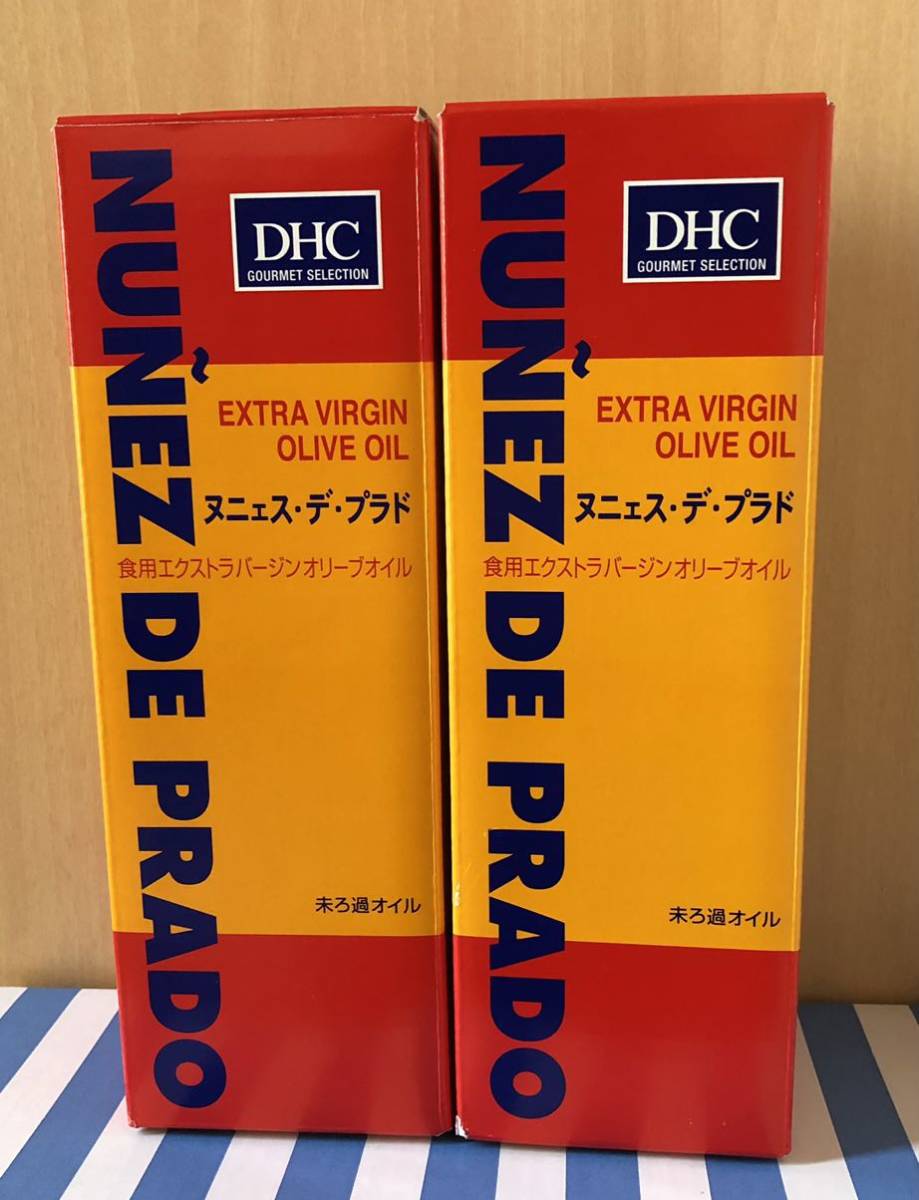 NUÑEZ DE PRADO
DHC
GOURMET SELECTION
EXTRA VIRGIN
OLIVE OIL
ヌニェス・デ・プラド
食用エクストラバージンオリーブオイル
未ろ過オイル
NUÑEZ DE PRADO
DHC
GOURMET SELECTION
EXTRA VIRGIN
OLIVE OIL
ヌニェス・デ・プラド
食用エクストラバージンオリーブオイル
未ろ過オイル